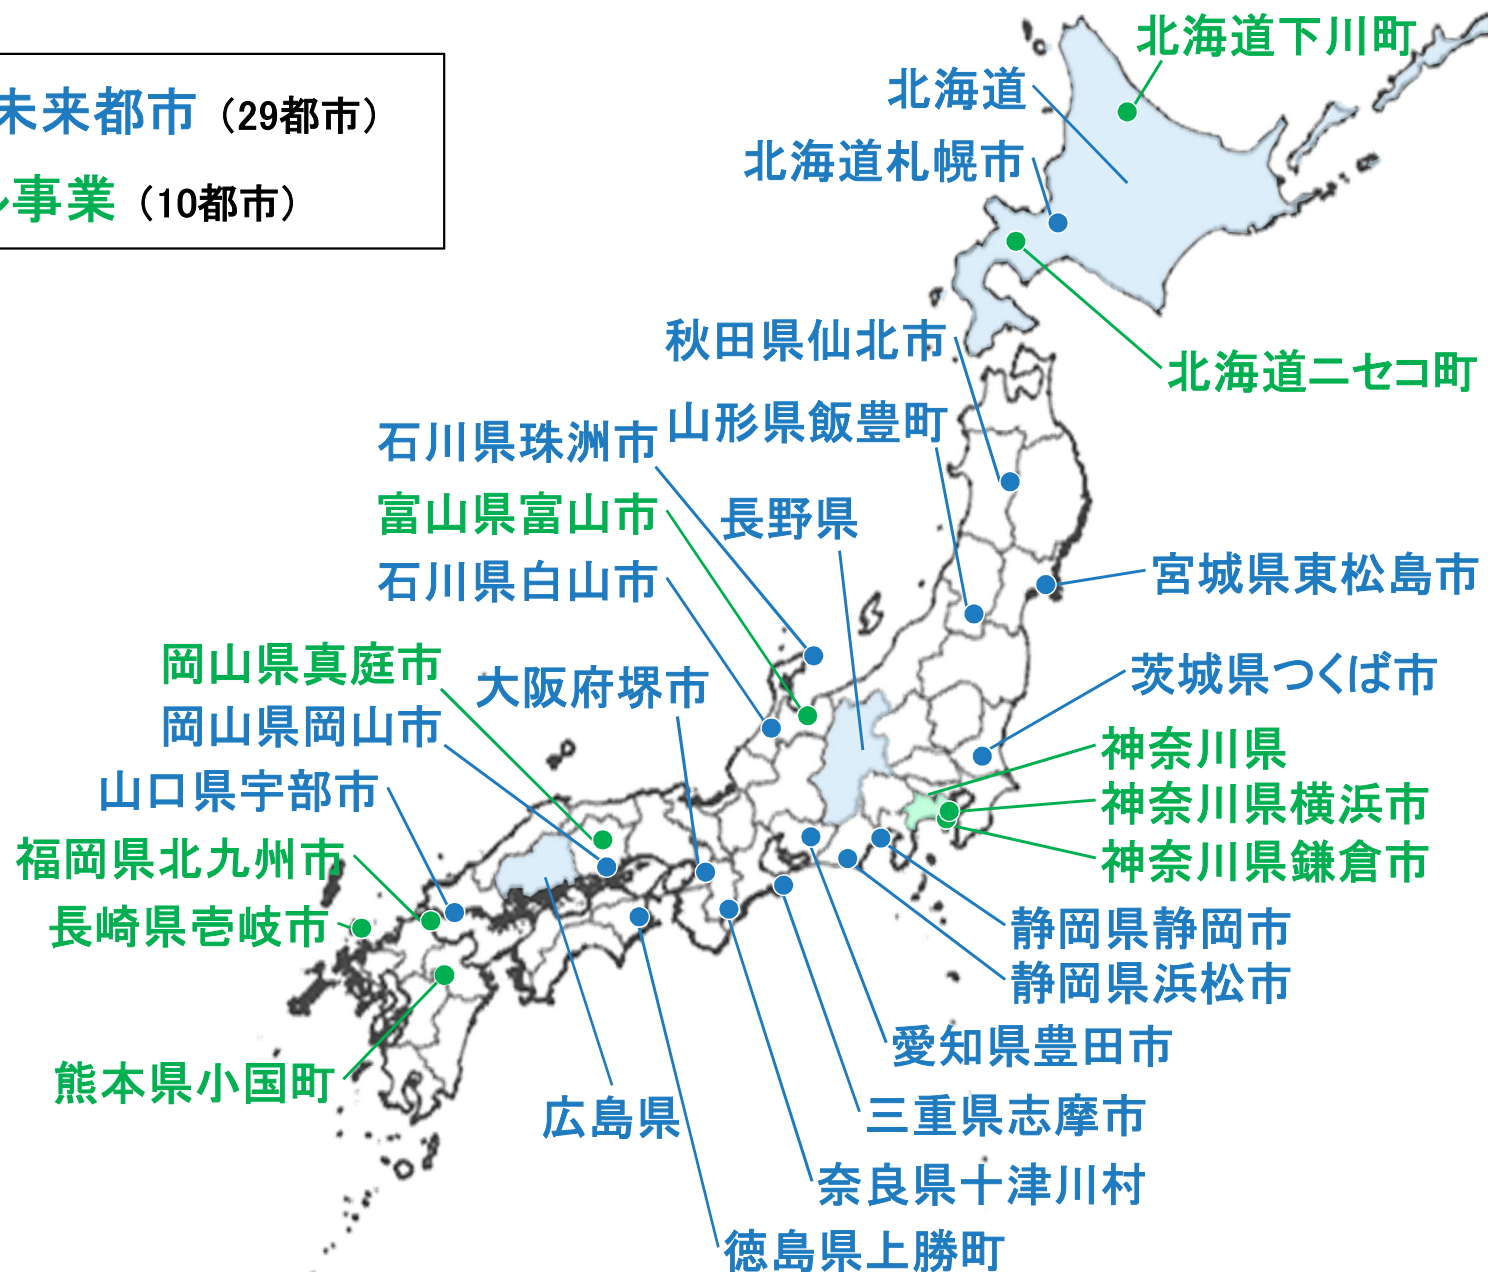 未来都市（29都市）
事業（10都市）
北海道下川町
北海道
北海道札幌市
秋田県仙北市
北海道ニセコ町
山形県飯豊町
石川県珠洲市
富山県富山市
長野県
石川県白山市
宮城県東松島市
岡山県真庭市
大阪府堺市
茨城県つくば市
岡山県岡山市
神奈川県
山口県宇部市
神奈川県横浜市
福岡県北九州市
神奈川県鎌倉市
長崎県壱岐市
静岡県静岡市
静岡県浜松市
愛知県豊田市
熊本県小国町
広島県
三重県志摩市
奈良県十津川村
徳島県上勝町